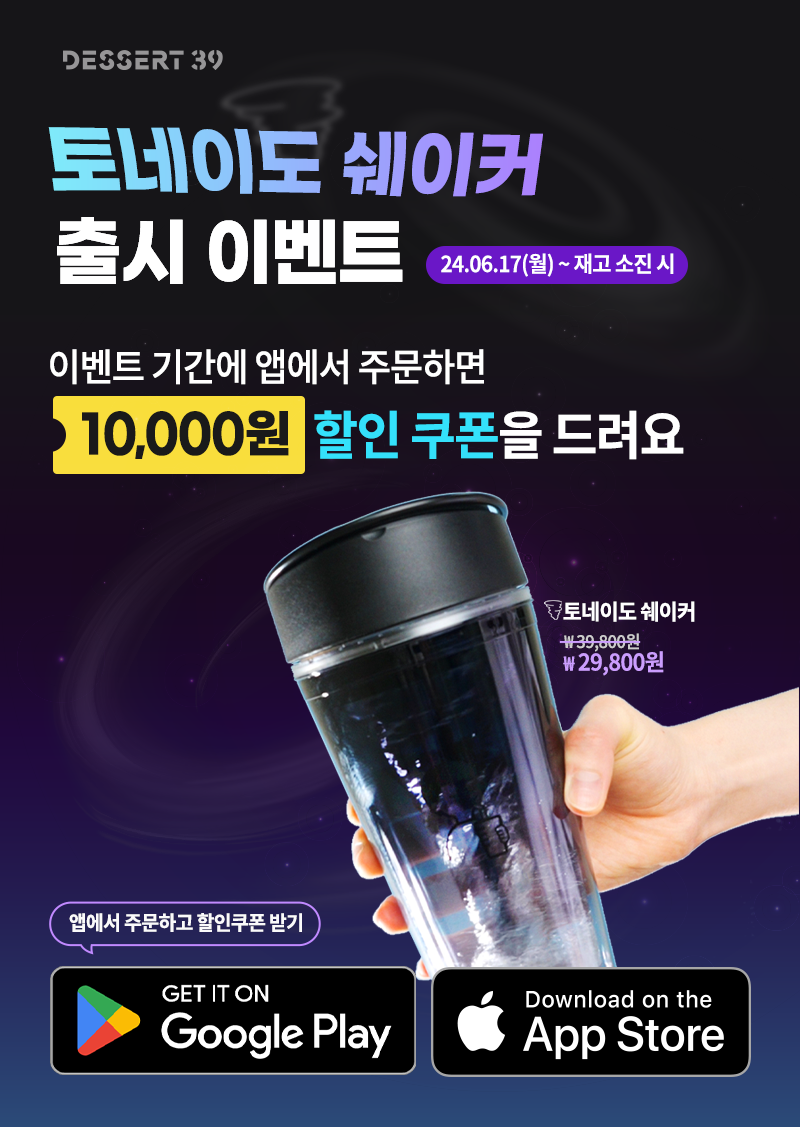 DESSERT 39
토네이도 쉐이커
출시 이벤트
24.06.17(월) ~ 재고 소진 시
이벤트 기간에 앱에서 주문하면
10,000원 할인 쿠폰을 드려요
토네이도 쉐이커
₩39,800원
₩29,800원
앱에서 주문하고 할인쿠폰 받기
GET IT ON
Google Play
Download on the
App Store